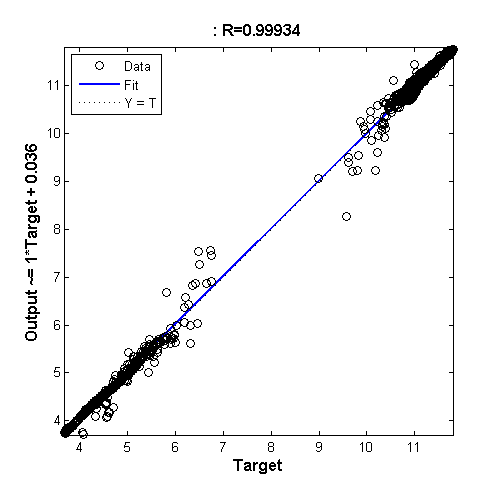 : R=0.99934
Data
Fit
Y = T
Output ~= 1*Target + 0.036
11
10
9
8
7
6
5
4
4 5 6 7 8 9 10 11
Target